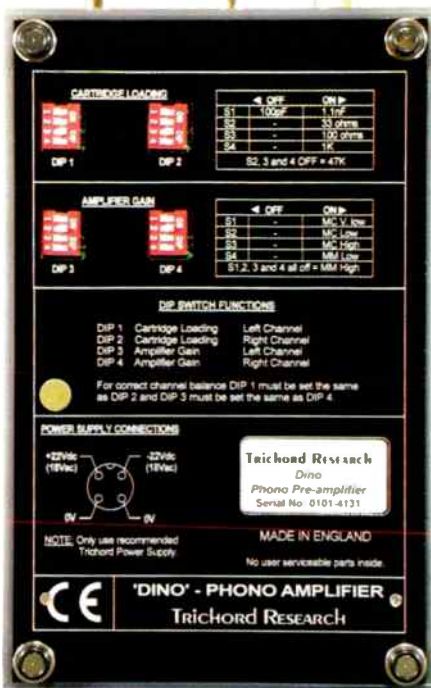 CARTRIDGE LOADING
DIP 1
DIP 2
◄ OFF ON ►
S1 100pF 1.1nF
S2 - 33 ohms
S3 - 100 ohms
S4 - 1K
S2, 3 and 4 OFF = 47K
AMPLIFIER GAIN
DIP 3
DIP 4
◄ OFF ON ►
S1 - MC V. low
S2 - MC Low
S3 - MC High
S4 - MM Low
S1,2, 3 and 4 all off = MM High
DIP SWITCH FUNCTIONS
DIP 1 Cartridge Loading Left Channel
DIP 2 Cartridge Loading Right Channel
DIP 3 Amplifier Gain Left Channel
DIP 4 Amplifier Gain Right Channel
For correct channel balance DIP 1 must be set the same
as DIP 2 and DIP 3 must be set the same as DIP 4.
POWER SUPPLY CONNECTIONS
+22Vdc -22Vdc
(18Vac) (18Vac)
0V 0V
NOTE: Only use recommended
Trichord Power Supply.
Trichord Research
Dino
Phono Pre-amplifier
Serial No 0101-4131
MADE IN ENGLAND
No user serviceable parts inside.
CE
'DINO' - PHONO AMPLIFIER
Trichord Research